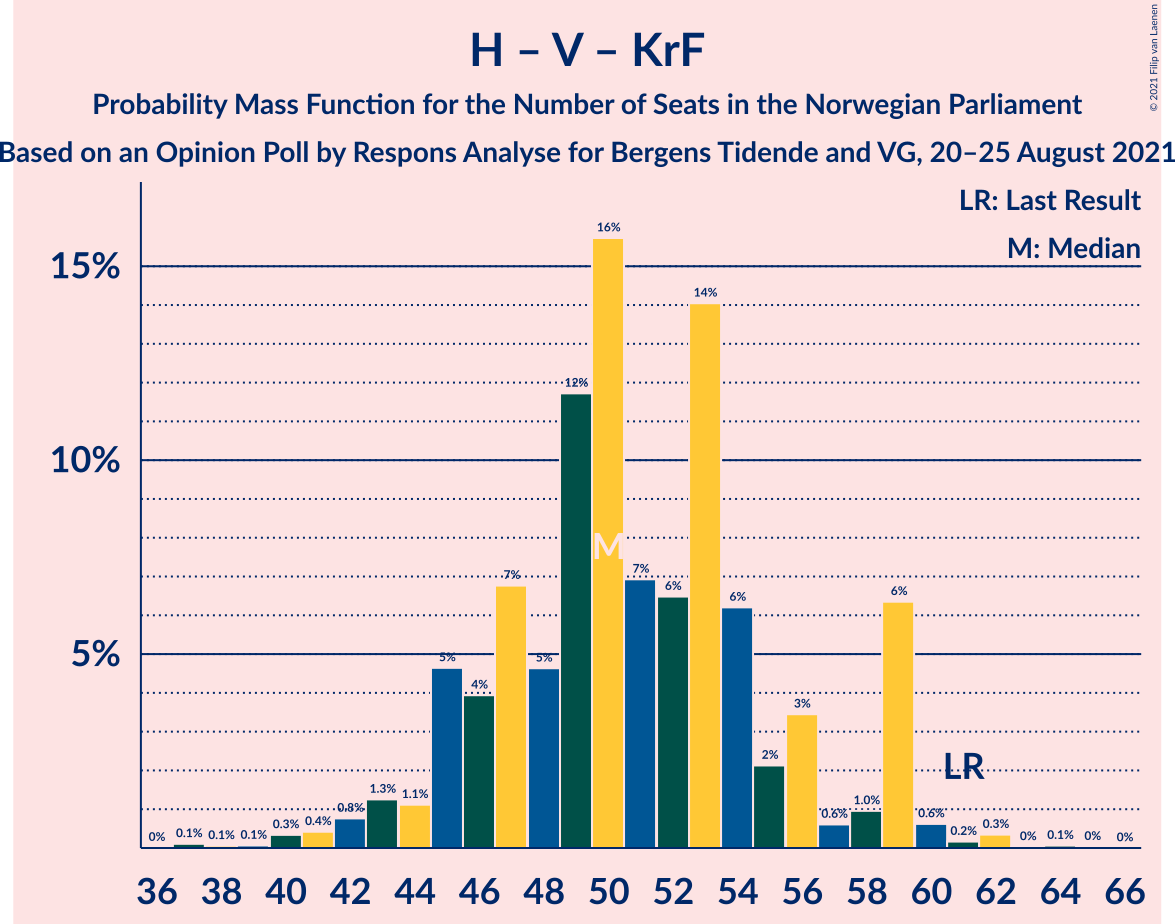 H – V – KrF
Probability Mass Function for the Number of Seats in the Norwegian Parliament
Based on an Opinion Poll by Respons Analyse for Bergens Tidende and VG, 20–25 August 2021
© 2021 Filip van Laenen
LR: Last Result
M: Median
15%
10%
5%
0% 0.1% 0.1% 0.1% 0.3% 0.4% 0.8% 1.3% 1.1% 5% 4% 7% 5% 12% 16% 7% 6% 14% 6% 2% 3% 0.6% 1.0% 6% 0.6% 0.2% 0.3% 0% 0.1% 0% 0%
M
LR
36 38 40 42 44 46 48 50 52 54 56 58 60 62 64 66